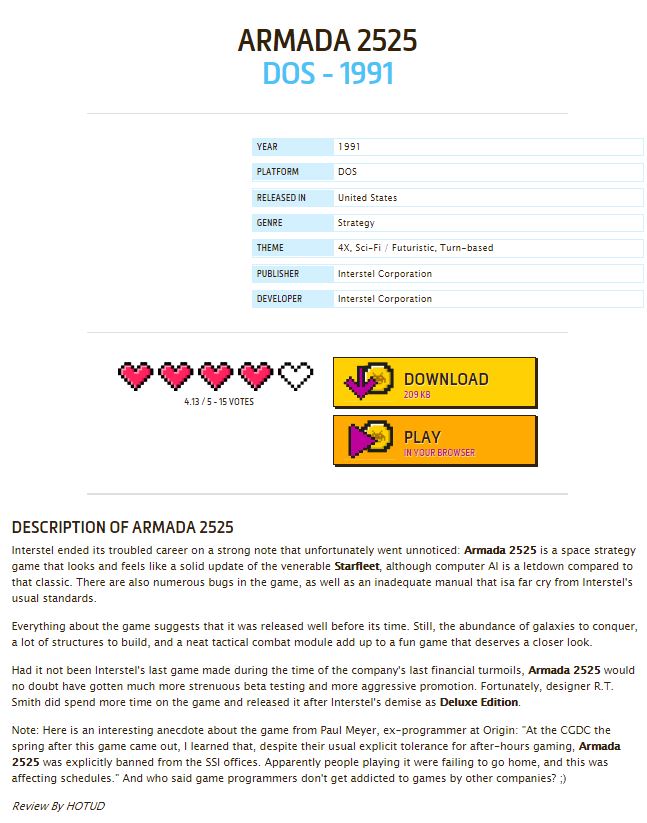 ARMADA 2525
DOS - 1991
YEAR 1991
PLATFORM DOS
RELEASED IN United States
GENRE Strategy
THEME 4X, Sci-Fi / Futuristic, Turn-based
PUBLISHER Interstel Corporation
DEVELOPER Interstel Corporation
4.13 / 5 - 15 VOTES
DOWNLOAD
209 KB
PLAY
IN YOUR BROWSER
DESCRIPTION OF ARMADA 2525
Interstel ended its troubled career on a strong note that unfortunately went unnoticed: Armada 2525 is a space strategy
game that looks and feels like a solid update of the venerable Starfleet, although computer AI is a letdown compared to
that classic. There are also numerous bugs in the game, as well as an inadequate manual that isa far cry from Interstel's
usual standards.
Everything about the game suggests that it was released well before its time. Still, the abundance of galaxies to conquer,
a lot of structures to build, and a neat tactical combat module add up to a fun game that deserves a closer look.
Had it not been Interstel's last game made during the time of the company's last financial turmoils, Armada 2525 would
no doubt have gotten much more strenuous beta testing and more aggressive promotion. Fortunately, designer R.T.
Smith did spend more time on the game and released it after Interstel's demise as Deluxe Edition.
Note: Here is an interesting anecdote about the game from Paul Meyer, ex-programmer at Origin: "At the CGDC the
spring after this game came out, I learned that, despite their usual explicit tolerance for after-hours gaming, Armada
2525 was explicitly banned from the SSI offices. Apparently people playing it were failing to go home, and this was
affecting schedules." And who said game programmers don't get addicted to games by other companies? ;)
Review By HOTUD